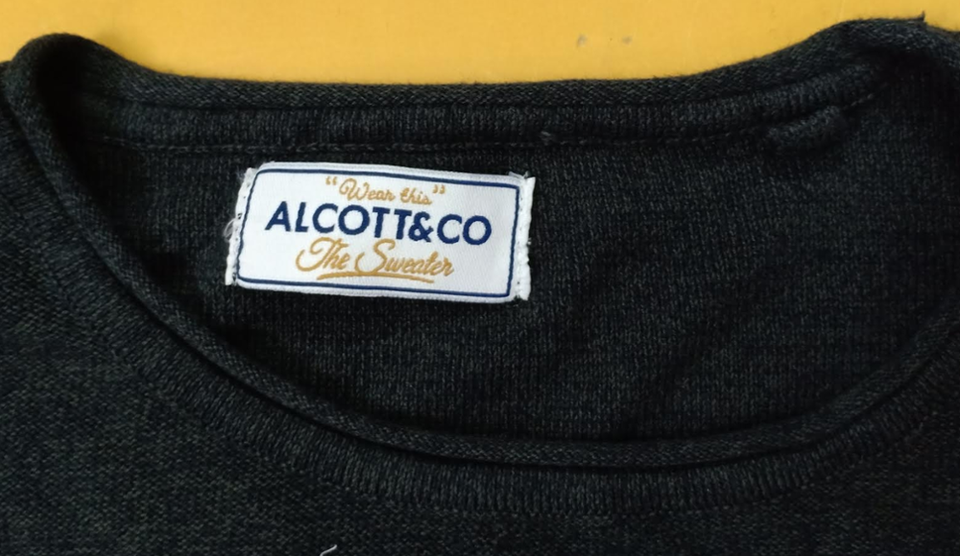 "Wear this"
ALCOTT&CO
The Sweater